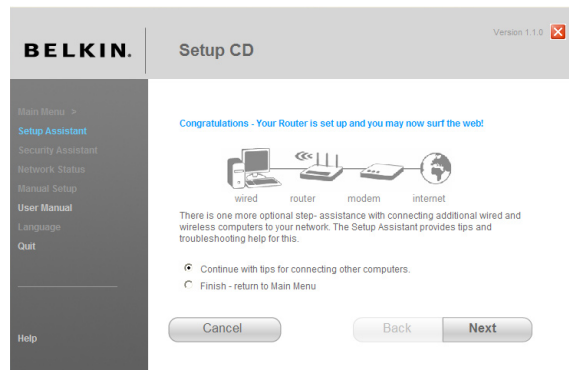 Version 1.1.0
BELKIN.
Setup CD
Main Menu >
Setup Assistant
Security Assistant
Network Status
Manual Setup
User Manual
Language
Quit
Help
Congratulations - Your Router is set up and you may now surf the web!
wired router modem internet
There is one more optional step- assistance with connecting additional wired and
wireless computers to your network. The Setup Assistant provides tips and
troubleshooting help for this.
Continue with tips for connecting other computers.
Finish - return to Main Menu
Cancel
Back
Next